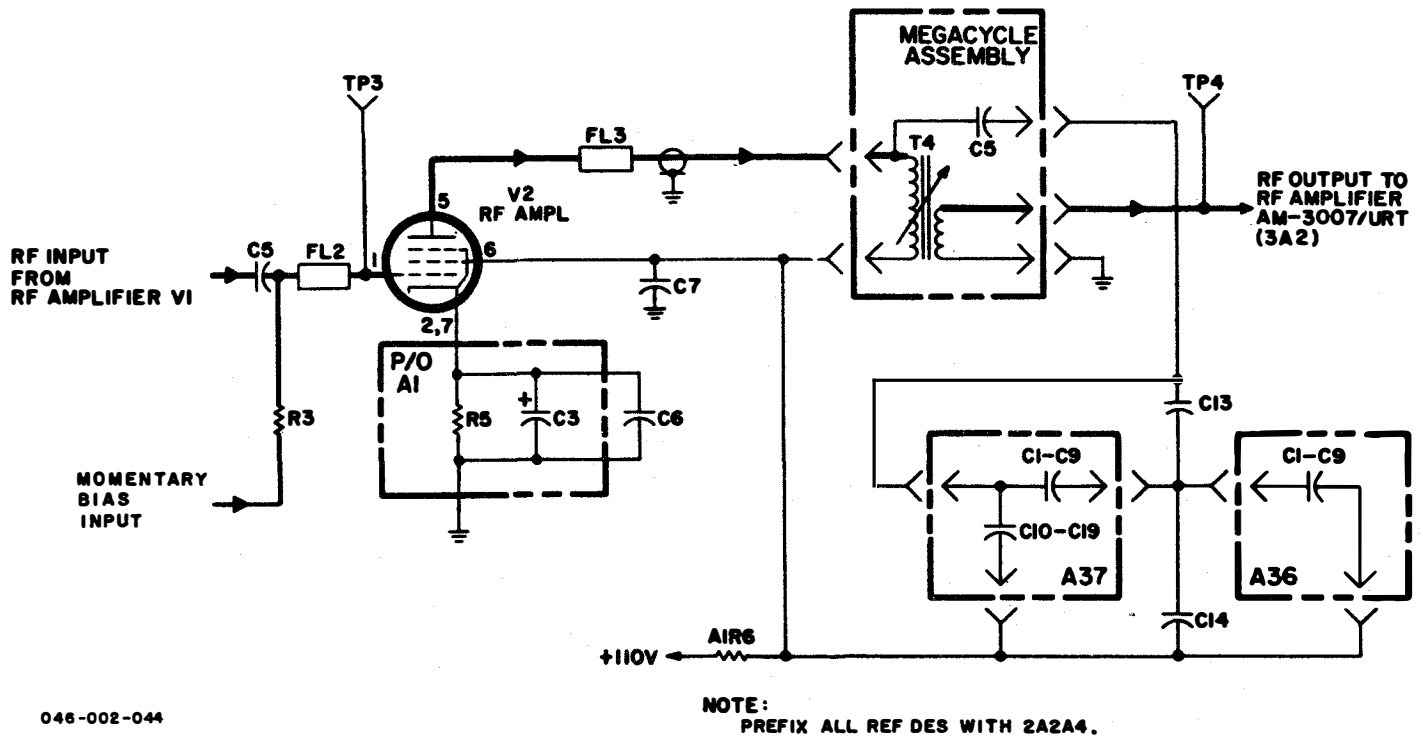 MEGACYCLE
ASSEMBLY
TP3
TP4
FL3
C5
T4
V2
RF AMPL
5
6
1
2,7
RF OUTPUT TO
RF AMPLIFIER
AM-3007/URT
(3A2)
RF INPUT
FROM
RF AMPLIFIER V1
C5
FL2
C7
P/O
A1
R5
+
C3
C6
R3
MOMENTARY
BIAS
INPUT
C13
C1-C9
C10-C19
A37
C1-C9
A36
C14
A1R6
+110V
NOTE:
PREFIX ALL REF DES WITH 2A2A4.
046-002-044